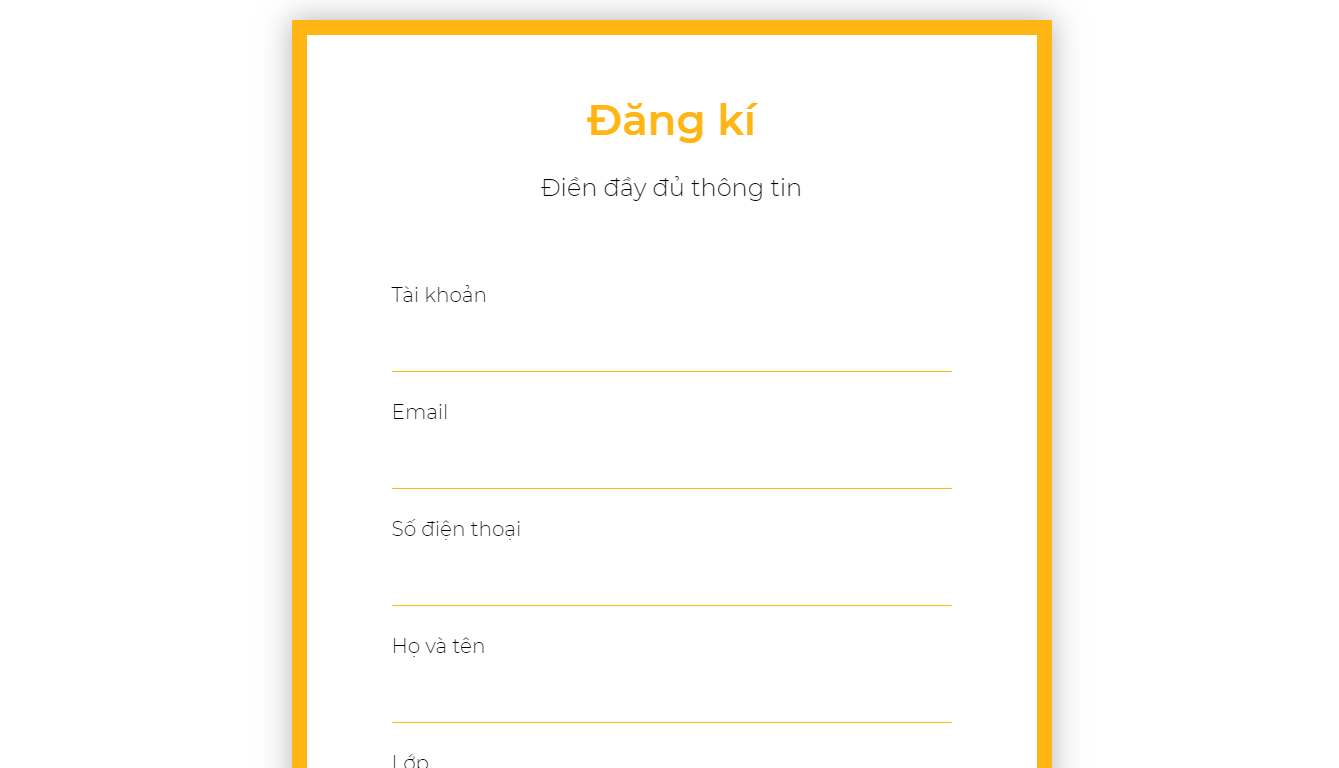 Đăng kí
Điền đầy đủ thông tin
Tài khoản
Email
Số điện thoại
Họ và tên
Lớp